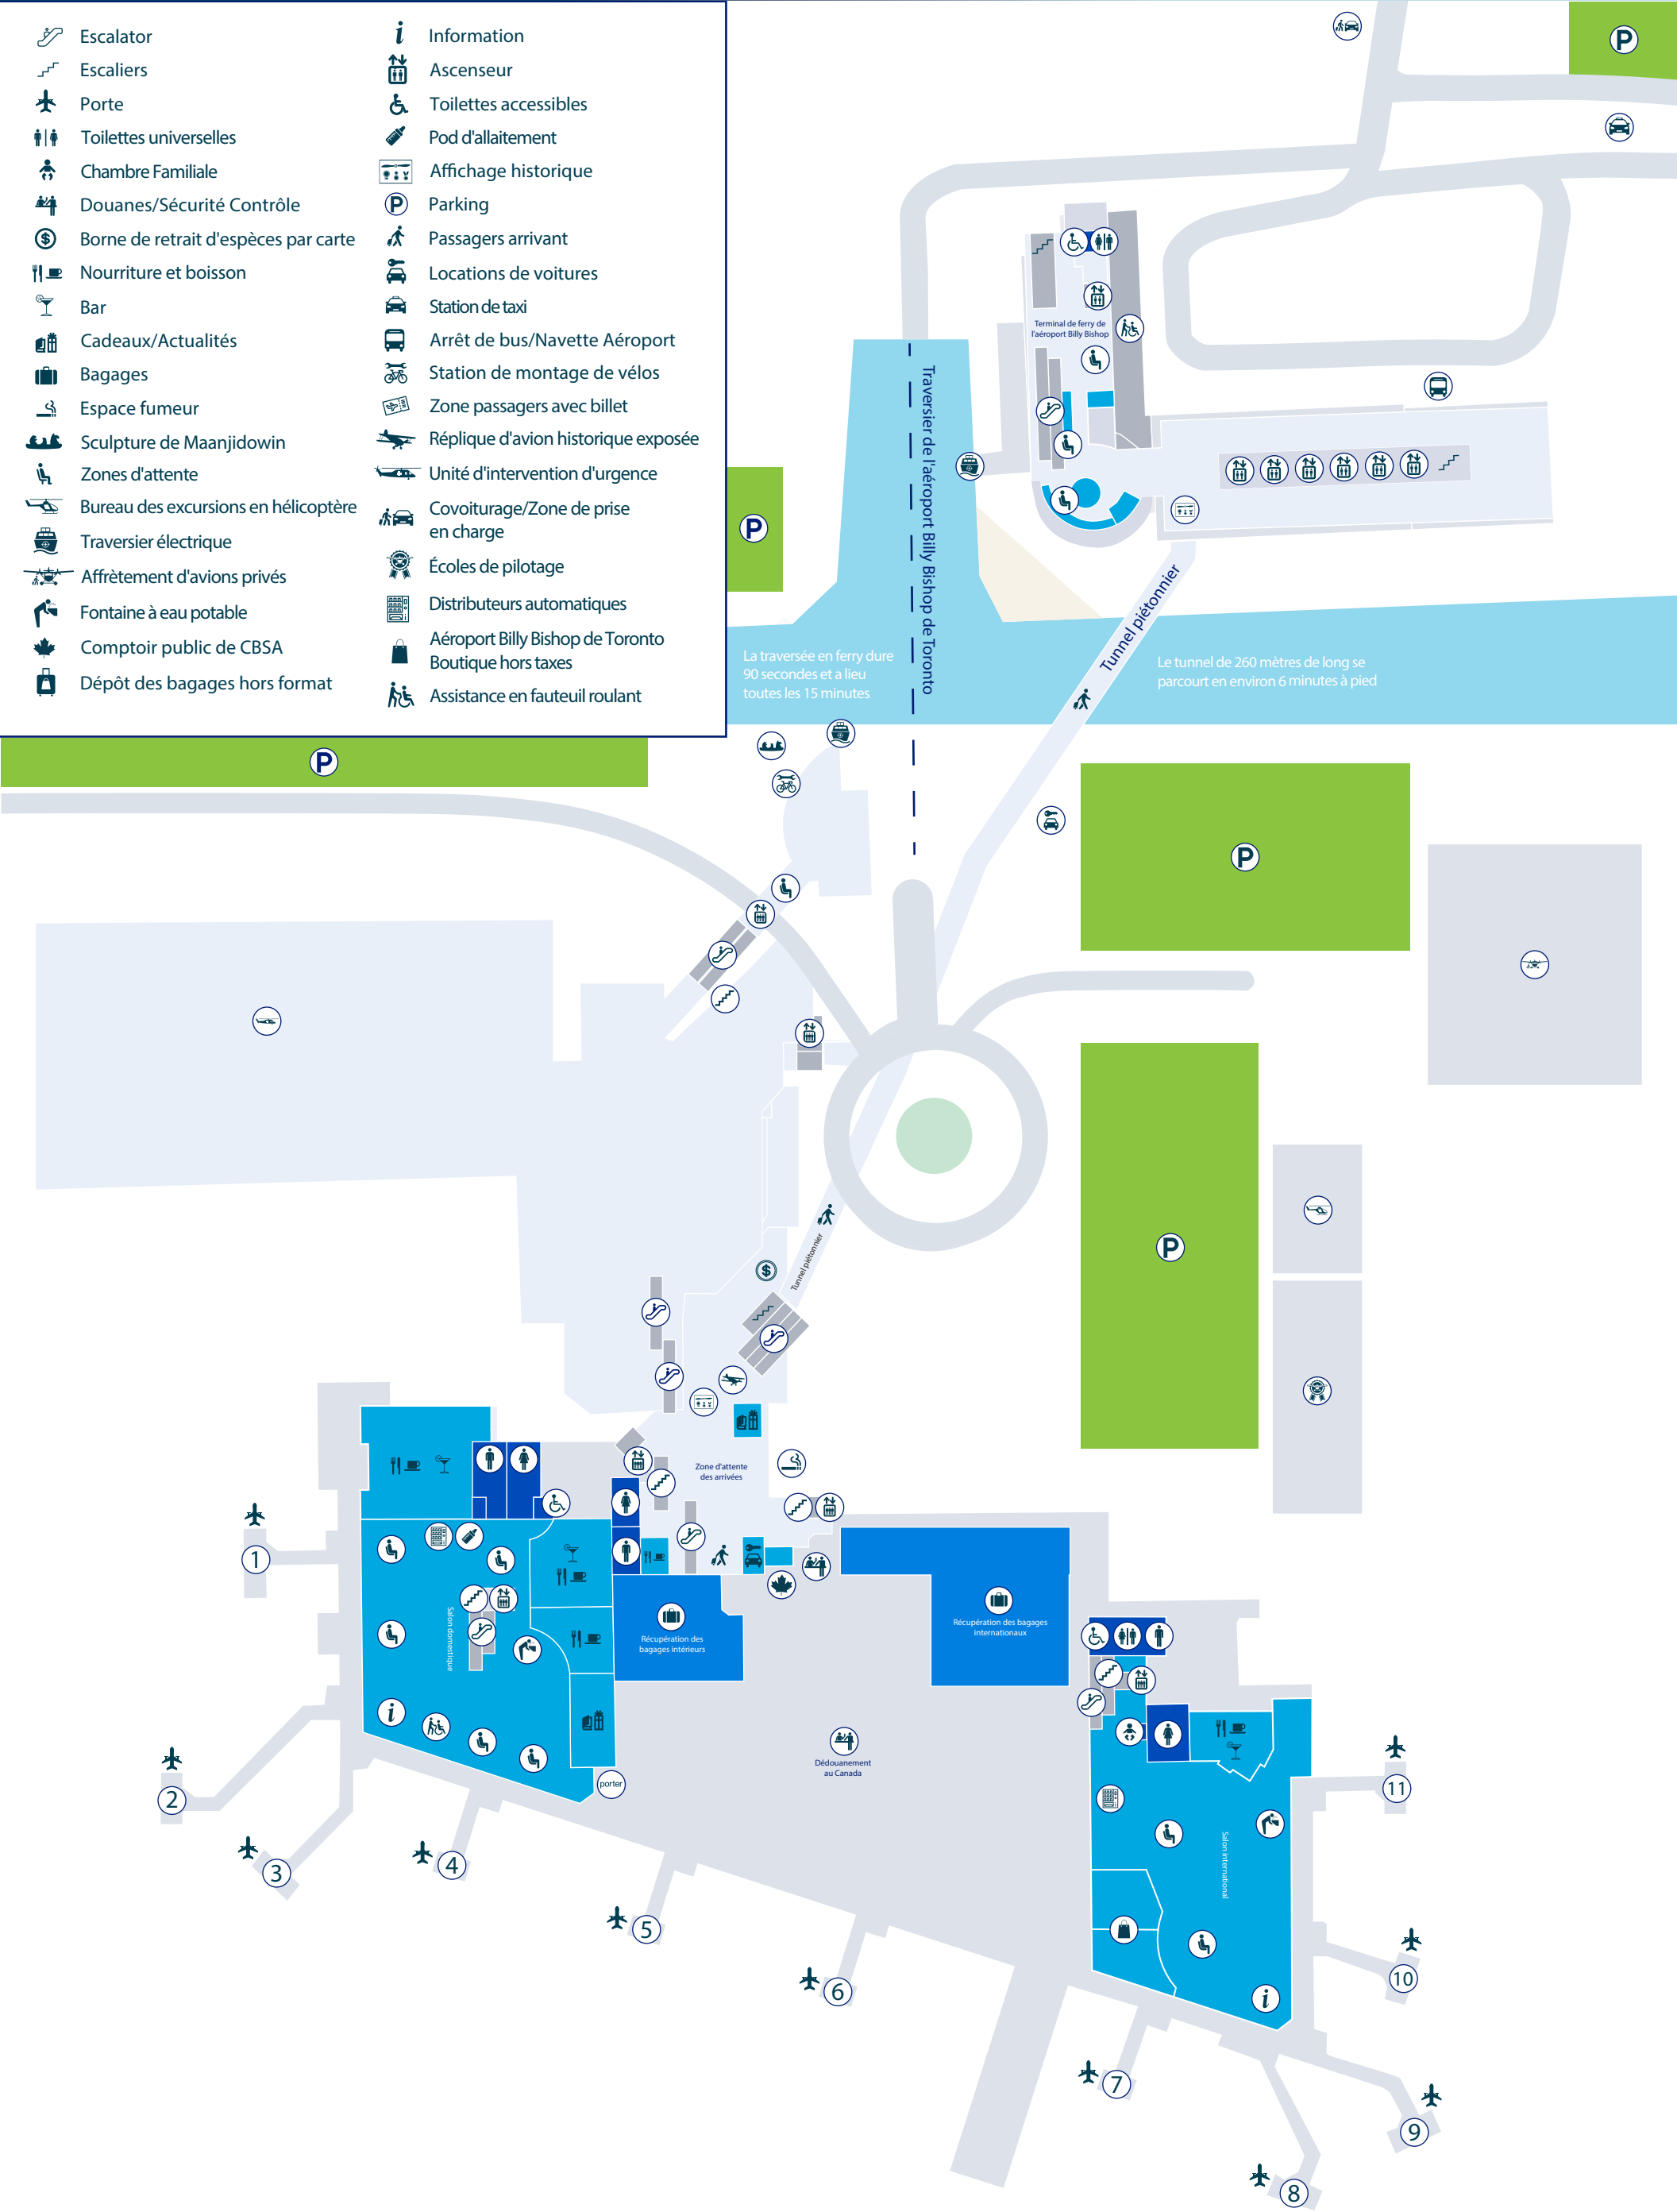 Escalator
Escaliers
Porte
Toilettes universelles
Chambre Familiale
Douanes/Sécurité Contrôle
Borne de retrait d'espèces par carte
Nourriture et boisson
Bar
Cadeaux/Actualités
Bagages
Espace fumeur
Sculpture de Maanjidowin
Zones d'attente
Bureau des excursions en hélicoptère
Traversier électrique
Affrètement d'avions privés
Fontaine à eau potable
Comptoir public de CBSA
Dépôt des bagages hors format
Information
Ascenseur
Toilettes accessibles
Pod d'allaitement
Affichage historique
P Parking
Passagers arrivant
Locations de voitures
Station de taxi
Arrêt de bus/Navette Aéroport
Station de montage de vélos
Zone passagers avec billet
Réplique d'avion historique exposée
Unité d'intervention d'urgence
Covoiturage/Zone de prise
en charge
Écoles de pilotage
Distributeurs automatiques
Aéroport Billy Bishop de Toronto
Boutique hors taxes
Assistance en fauteuil roulant
P
Terminal de ferry de
l'aéroport Billy Bishop
Traversier de l'aéroport Billy Bishop de Toronto
P
Tunnel piétonnier
La traversée en ferry dure
90 secondes et a lieu
toutes les 15 minutes
Le tunnel de 260 mètres de long se
parcourt en environ 6 minutes à pied
P
P
P
$
Tunnel piétonnier
Zone d'attente
des arrivées
Salon domestique
Récupération des
bagages intérieurs
Récupération des bagages
internationaux
Dédouanement
au Canada
porter
Salon international
1
2
3
4
5
6
7
8
9
10
11